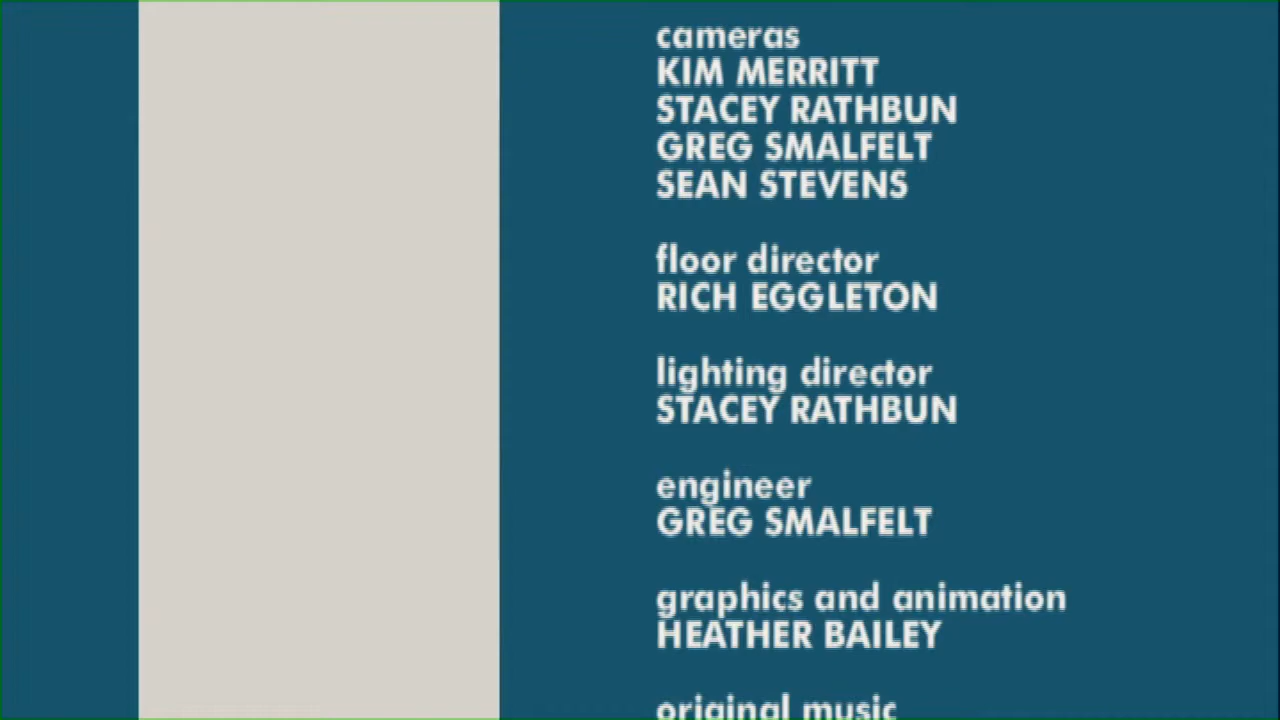 cameras
KIM MERRITT
STACEY RATHBUN
GREG SMALFELT
SEAN STEVENS
floor director
RICH EGGLETON
lighting director
STACEY RATHBUN
engineer
GREG SMALFELT
graphics and animation
HEATHER BAILEY
original music